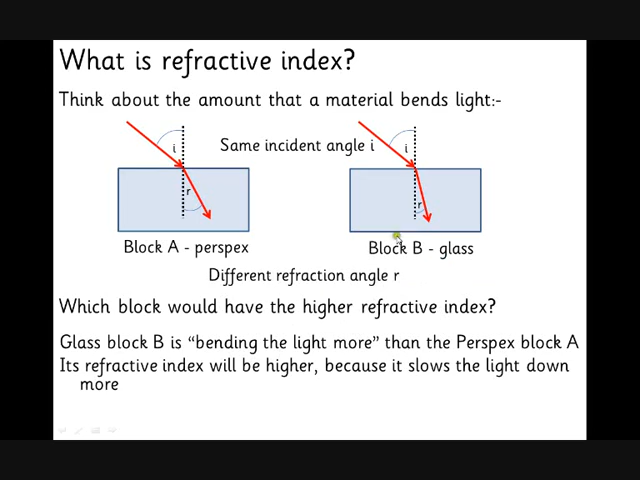 What is refractive index?
Think about the amount that a material bends light:-
Same incident angle i
i
i
r
r
Block A - perspex
Block B - glass
Different refraction angle r
Which block would have the higher refractive index?
Glass block B is “bending the light more” than the Perspex block A
Its refractive index will be higher, because it slows the light down
more